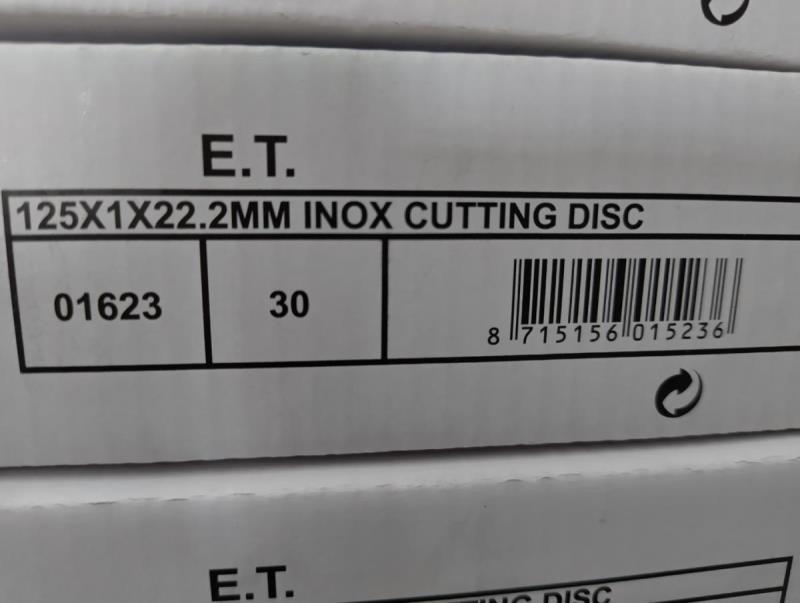 E.T.
125X1X22.2MM INOX CUTTING DISC
01623
30
8 715156 015236
E.T.
CUTTING DISC